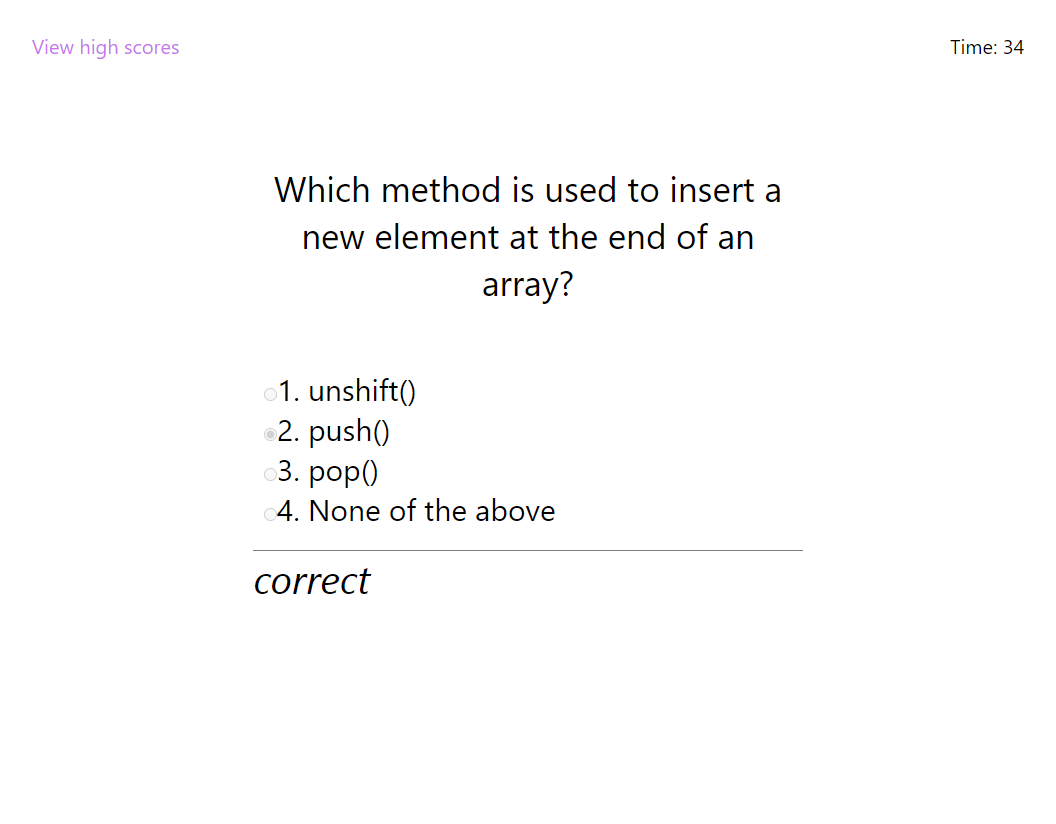 View high scores
Time: 34
Which method is used to insert a
new element at the end of an
array?
1. unshift()
2. push()
3. pop()
4. None of the above
correct